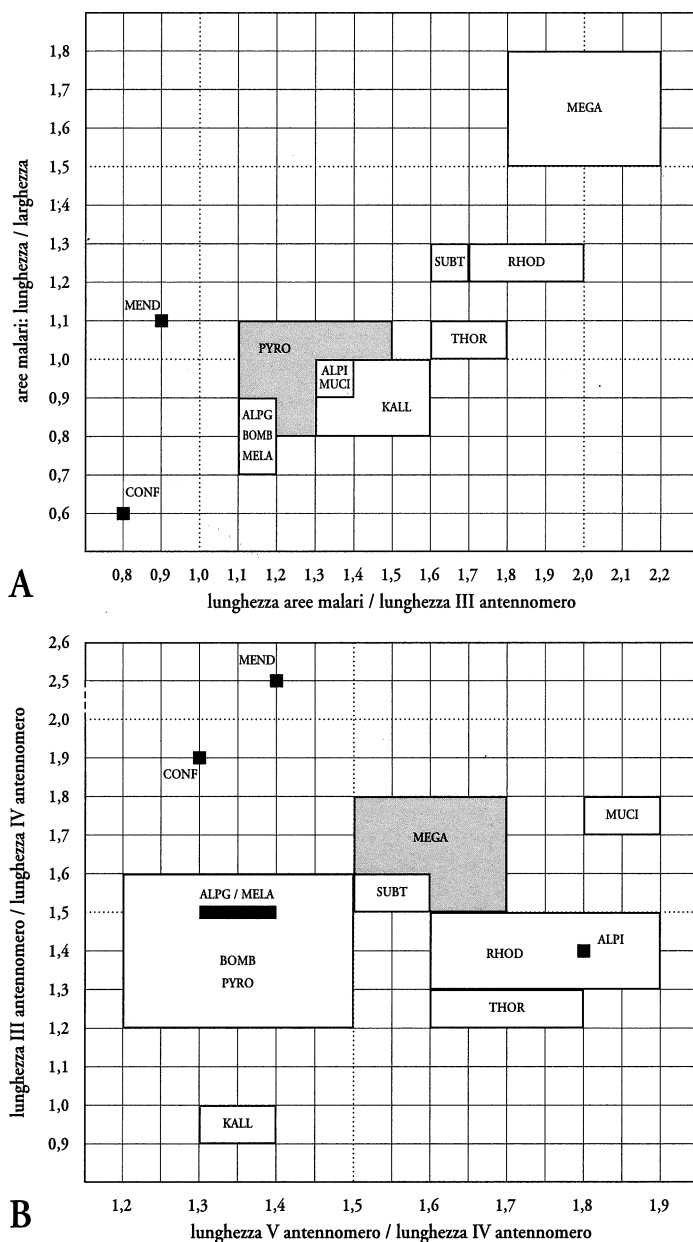 1,8
1,7
MEGA
1,6
1,5
1,4
1,3
SUBT RHOD
1,2
MEND
1,1
PYRO THOR
1,0
ALPI
MUCI
0,9
KALL
ALPG
BOMB
0,8
MELA
0,7
CONF
0,6
aree malari: lunghezza / larghezza
A
0,8 0,9 1,0 1,1 1,2 1,3 1,4 1,5 1,6 1,7 1,8 1,9 2,0 2,1 2,2
lunghezza aree malari / lunghezza III antennomero
2,6
MEND
2,5
2,0
1,9
CONF
1,8
MUCI
1,7
MEGA
1,6
ALPG / MELA SUBT
1,5
ALPI
1,4
BOMB RHOD
PYRO
1,3
THOR
1,2
1,1
1,0
KALL
0,9
lunghezza III antennomero / lunghezza IV antennomero
B
1,2 1,3 1,4 1,5 1,6 1,7 1,8 1,9
lunghezza V antennomero / lunghezza IV antennomero